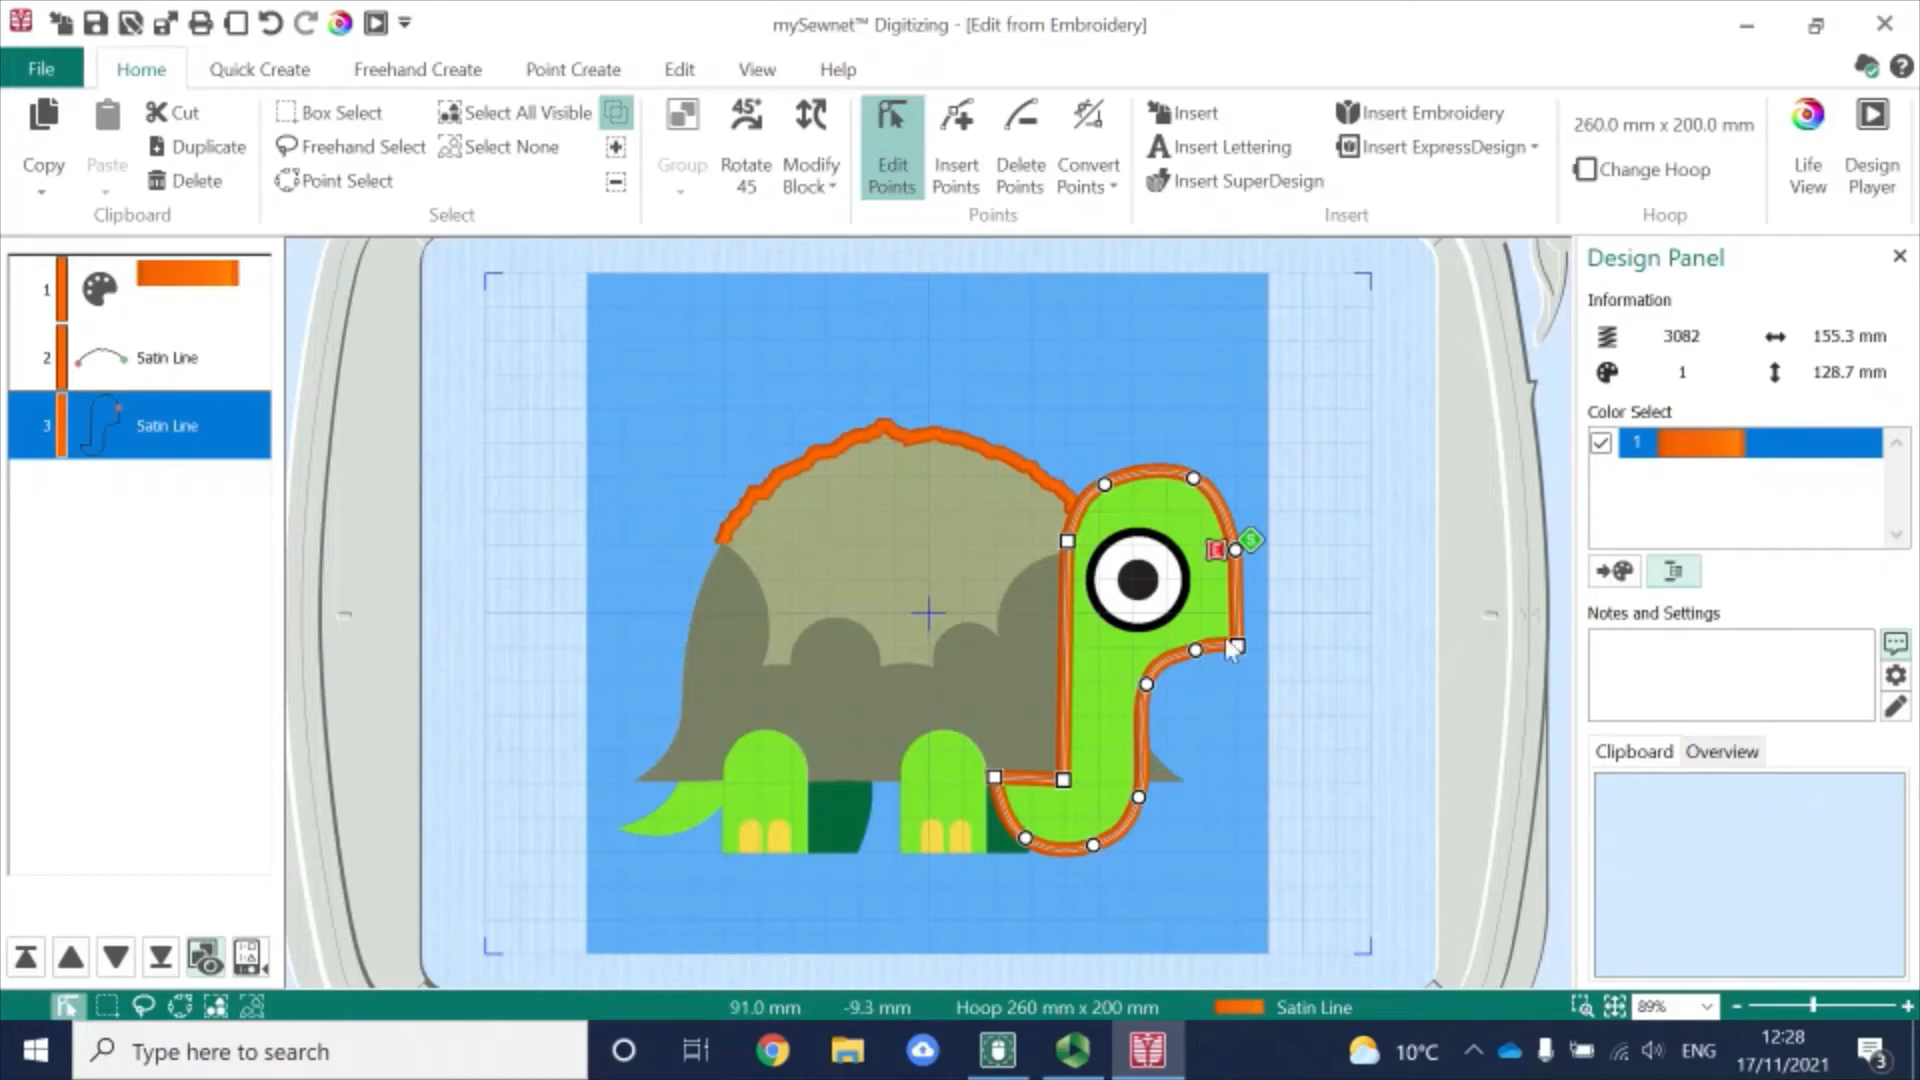 mySewnet™ Digitizing - [Edit from Embroidery]
File Home Quick Create Freehand Create Point Create Edit View Help
Copy Paste Cut Duplicate Delete
Clipboard
Box Select Select All Visible
Freehand Select Select None
Point Select
Select
Group Rotate 45 Modify Block
45°
Edit Points Insert Points Delete Points Convert Points
Points
Insert Insert Embroidery
Insert Lettering Insert ExpressDesign
Insert SuperDesign
Insert
260.0 mm x 200.0 mm
Change Hoop
Hoop
Life View Design Player
1
2 Satin Line
3 Satin Line
S
E
Design Panel
Information
3082 155.3 mm
1 128.7 mm
Color Select
1
Notes and Settings
Clipboard Overview
91.0 mm -9.3 mm Hoop 260 mm x 200 mm Satin Line 89%
Type here to search
10°C ENG 12:28
17/11/2021 3